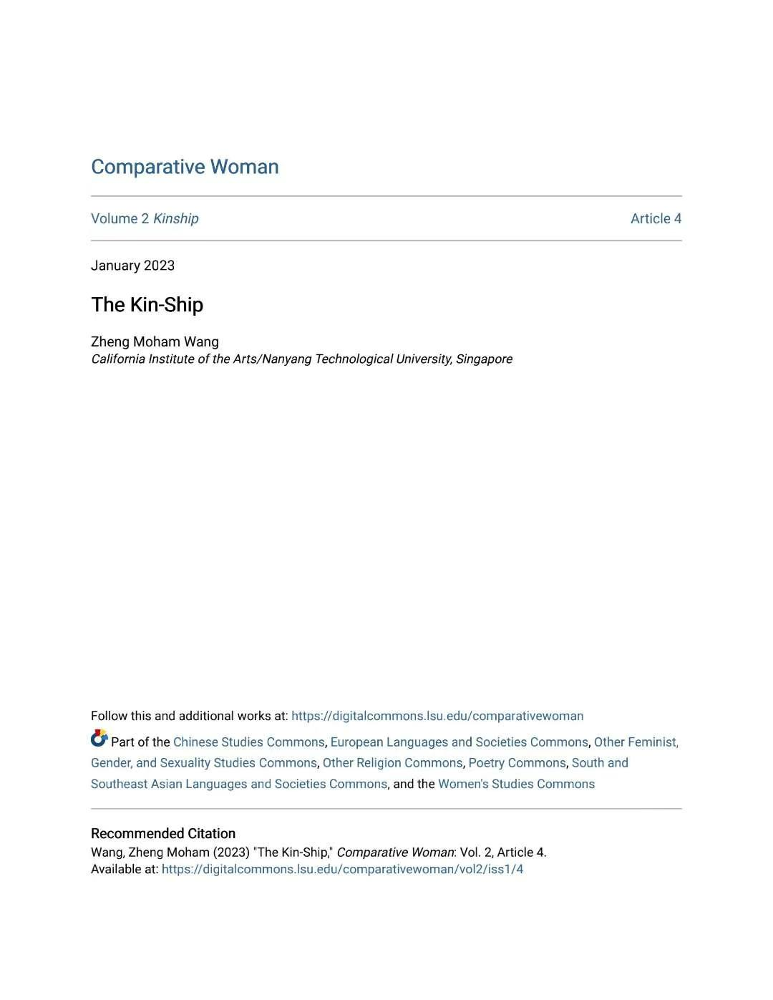 Comparative Woman
Volume 2 Kinship
Article 4
January 2023
The Kin-Ship
Zheng Moham Wang
California Institute of the Arts/Nanyang Technological University, Singapore
Follow this and additional works at: https://digitalcommons.lsu.edu/comparativewoman
Part of the Chinese Studies Commons, European Languages and Societies Commons, Other Feminist,
Gender, and Sexuality Studies Commons, Other Religion Commons, Poetry Commons, South and
Southeast Asian Languages and Societies Commons, and the Women's Studies Commons
Recommended Citation
Wang, Zheng Moham (2023) "The Kin-Ship," Comparative Woman: Vol. 2, Article 4.
Available at: https://digitalcommons.lsu.edu/comparativewoman/vol2/iss1/4